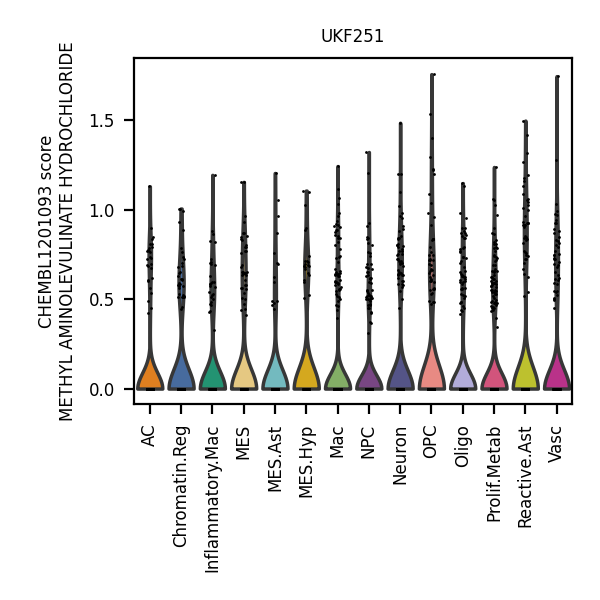 UKF251
CHEMBL1201093 score
METHYL AMINOLEVULINATE HYDROCHLORIDE
1.5
1.0
0.5
0.0
AC
Chromatin.Reg
Inflammatory.Mac
MES
MES.Ast
MES.Hyp
Mac
NPC
Neuron
OPC
Oligo
Prolif.Metab
Reactive.Ast
Vasc